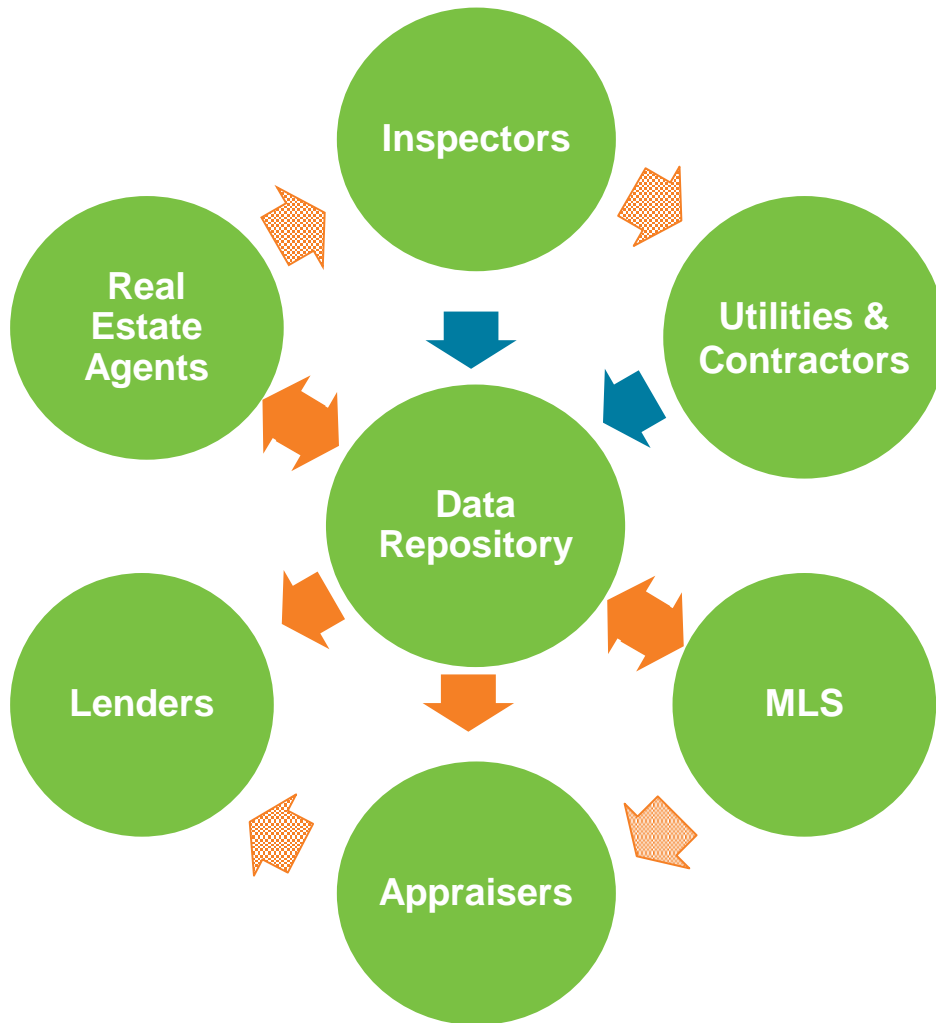 Inspectors
Real
Estate
Agents
Utilities &
Contractors
Data
Repository
Lenders
MLS
Appraisers